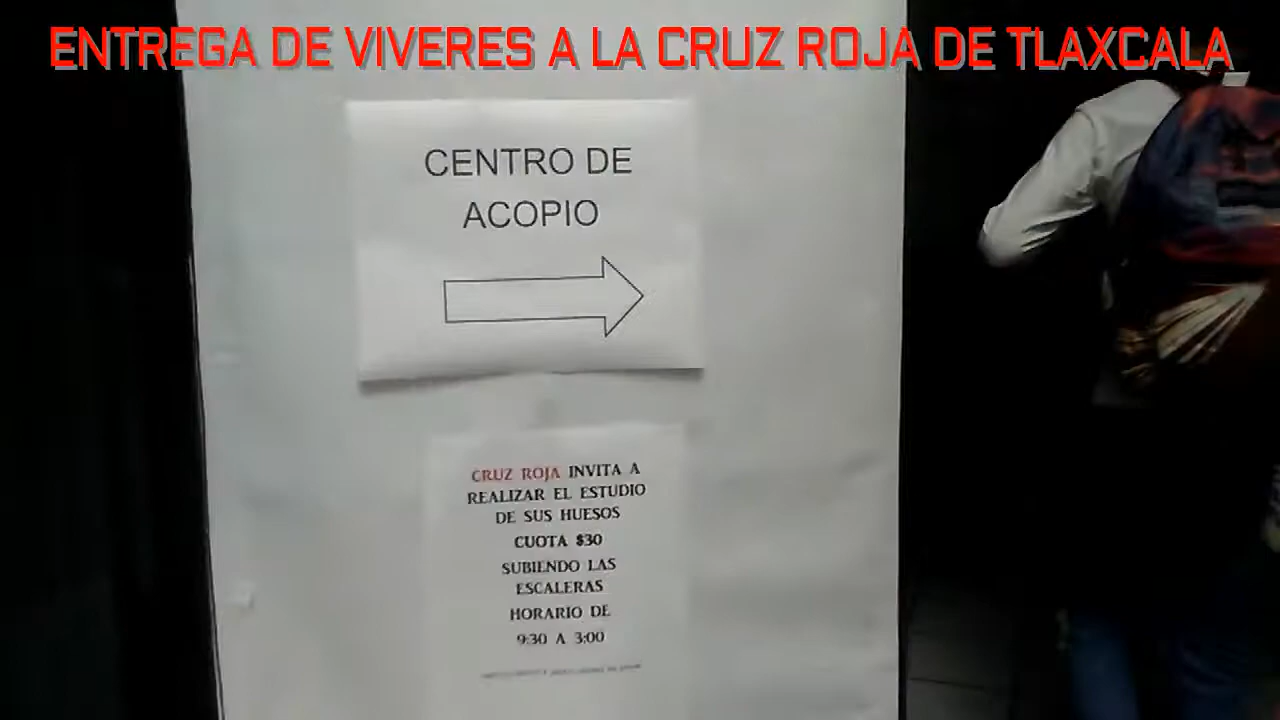 ENTREGA DE VIVERES A LA CRUZ ROJA DE TLAXCALA
CENTRO DE
ACOPIO
CRUZ ROJA INVITA A
REALIZAR EL ESTUDIO
DE SUS HUESOS
CUOTA $30
SUBIENDO LAS
ESCALERAS
HORARIO DE
9:30 A 3:00